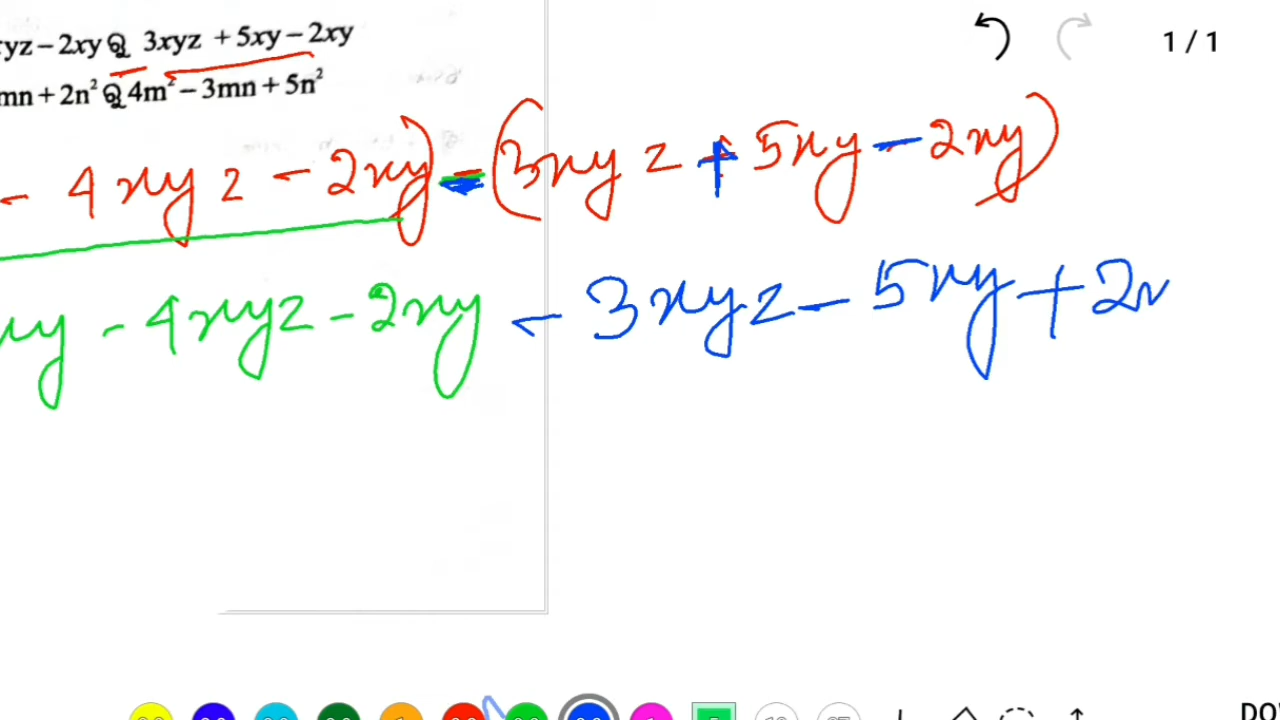 yz – 2xy ରୁ 3xyz + 5xy – 2xy
mn + 2n² ରୁ 4m² – 3mn + 5n²
1 / 1
- 4xyz - 2xy) - (3xyz + 5xy - 2xy)
xy - 4xyz - 2xy - 3xyz - 5xy + 2x